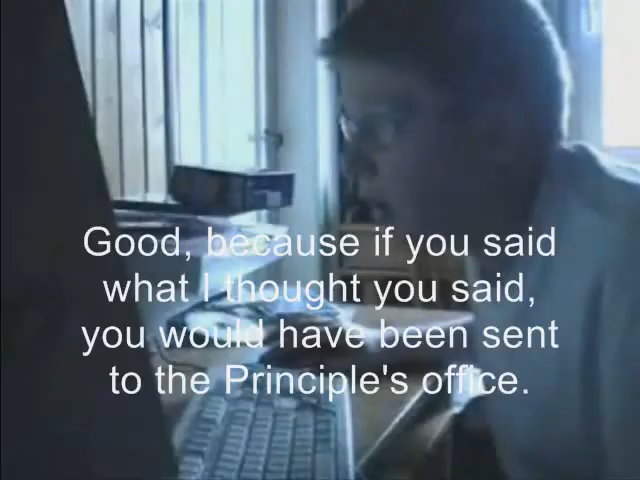 Good, because if you said
what I thought you said,
you would have been sent
to the Principle's office.